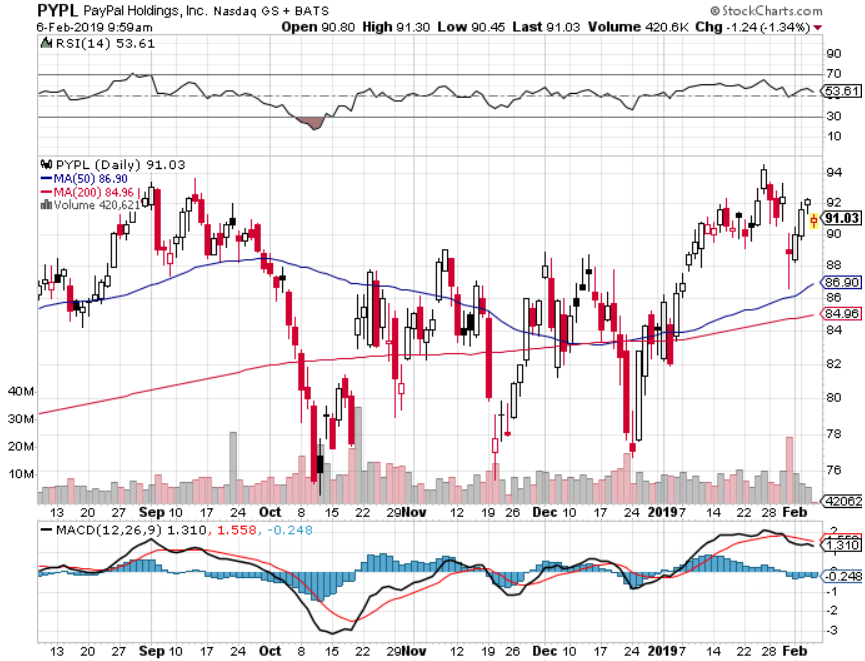 PYPL PayPal Holdings, Inc. Nasdaq GS + BATS @StockCharts.com
6-Feb-2019 9:59am Open 90.80 High 91.30 Low 90.45 Last 91.03 Volume 420.6K Chg -1.24 (-1.34%)
RSI(14) 53.61
90
70
53.61
50
30
10
PYPL (Daily) 91.03
MA(50) 86.90
MA(200) 84.96
Volume 420,621
94
92
91.03
90
88
86.90
86
84.96
84
82
80
78
76
40M
30M
20M
10M
42062
13 20 27 Sep 10 17 24 Oct 8 15 22 29 Nov 12 19 26 Dec 10 17 24 2019 7 14 22 28 Feb
MACD(12,26,9) 1.310, 1.558, -0.248
2
1.558
1.310
0
-0.248
-1
-2
-3
13 20 27 Sep 10 17 24 Oct 8 15 22 29 Nov 12 19 26 Dec 10 17 24 2019 7 14 22 28 Feb